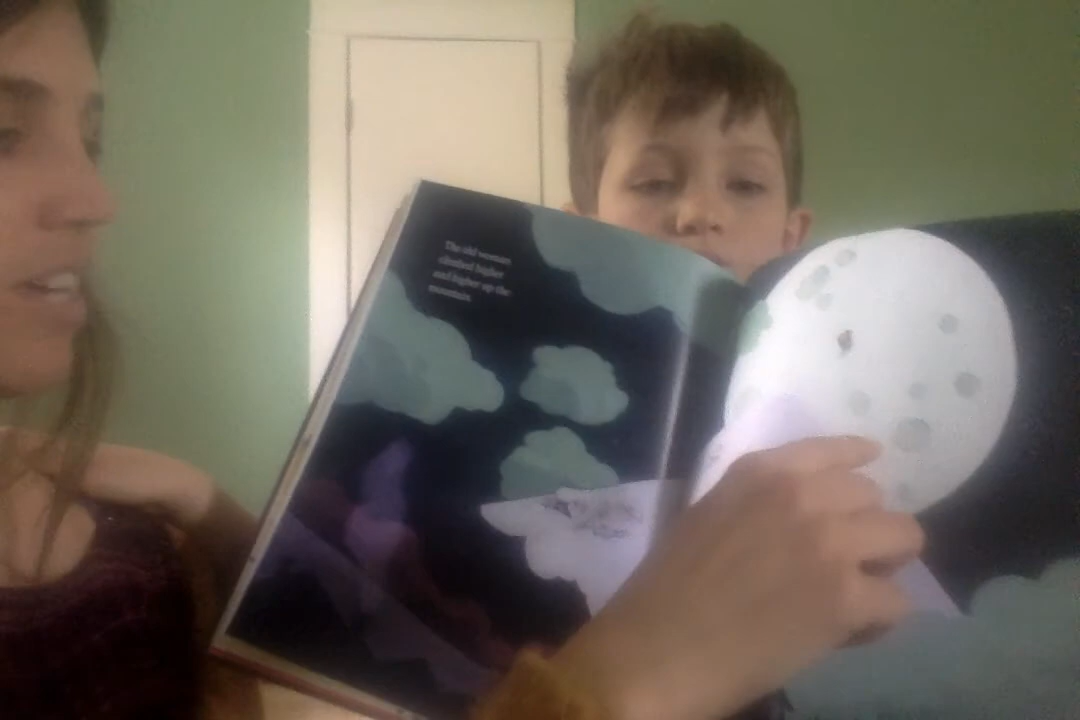 The old woman
climbed higher
and higher up the
mountain.